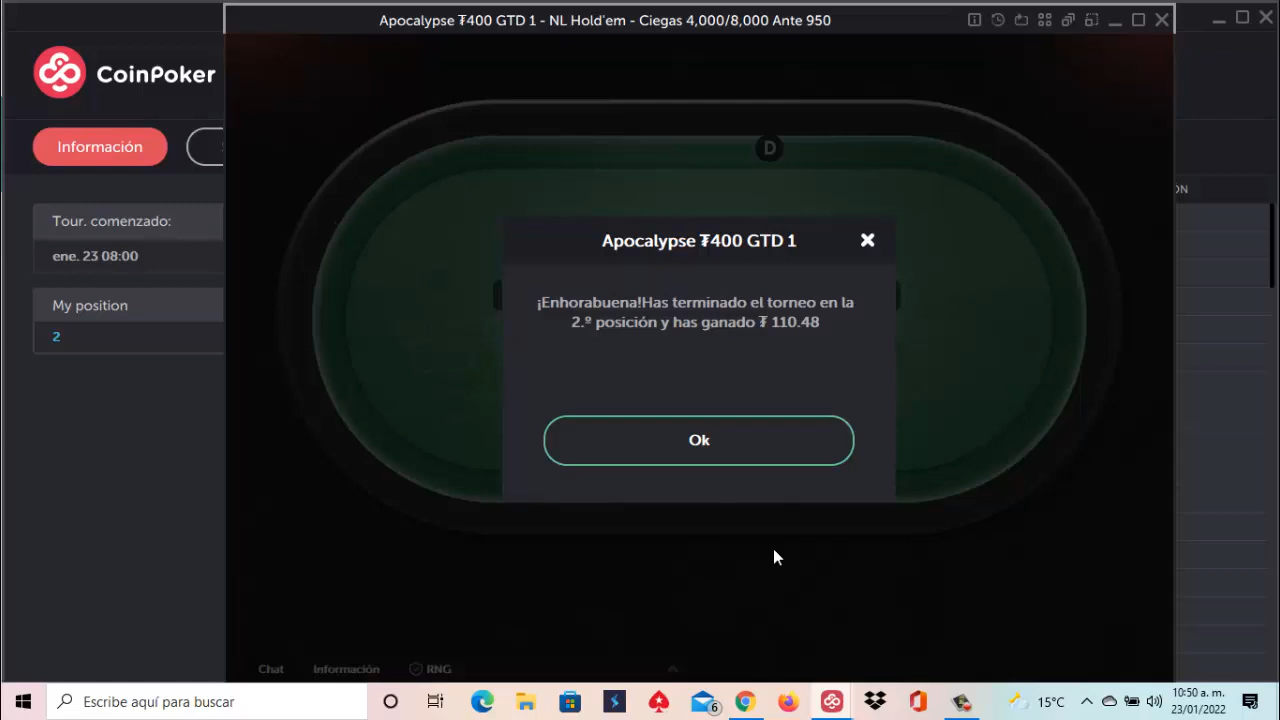 Apocalypse ₮400 GTD 1 - NL Hold'em - Ciegas 4,000/8,000 Ante 950
CoinPoker
Información
D
ÓN
Tour. comenzado:
ene. 23 08:00
My position
2
Apocalypse ₮400 GTD 1
¡Enhorabuena!Has terminado el torneo en la
2.º posición y has ganado ₮ 110.48
Ok
Chat
Información
RNG
Escribe aquí para buscar
6
15°C
10:50 a. m.
23/01/2022